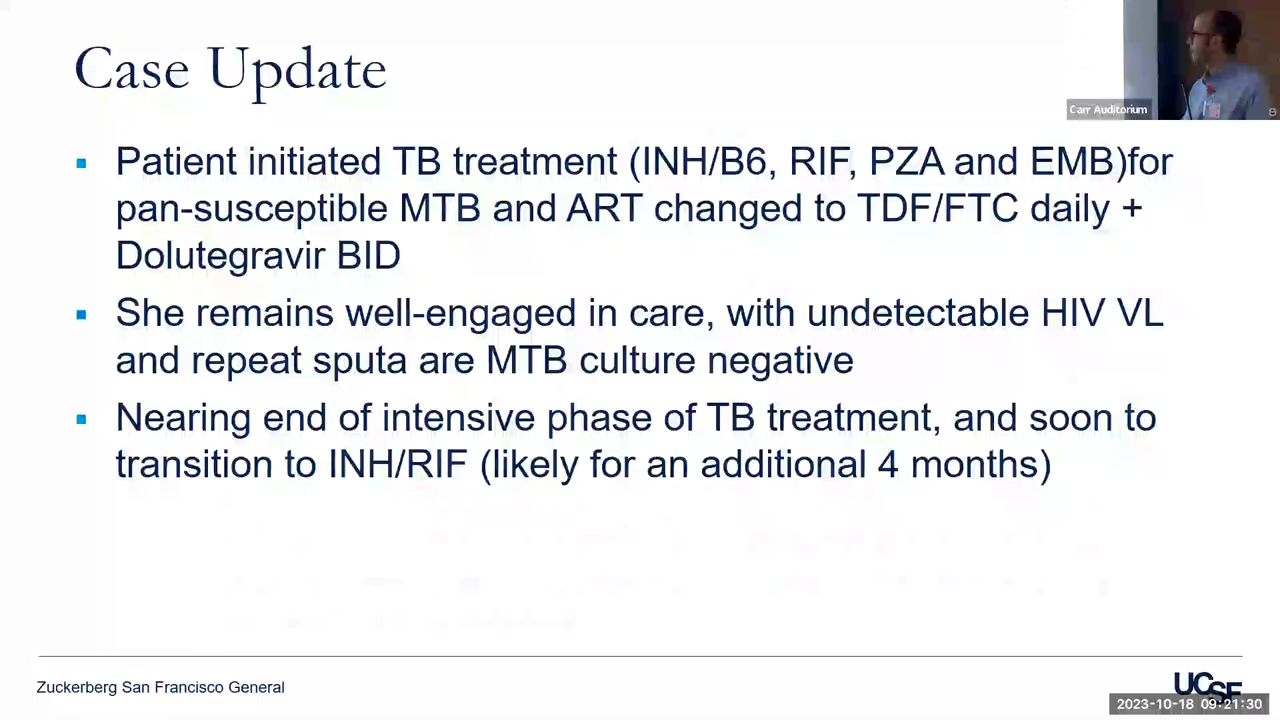 Case Update
Carr Auditorium
▪ Patient initiated TB treatment (INH/B6, RIF, PZA and EMB)for
pan-susceptible MTB and ART changed to TDF/FTC daily +
Dolutegravir BID
▪ She remains well-engaged in care, with undetectable HIV VL
and repeat sputa are MTB culture negative
▪ Nearing end of intensive phase of TB treatment, and soon to
transition to INH/RIF (likely for an additional 4 months)
Zuckerberg San Francisco General
UCSF
2023-10-18 09:21:30